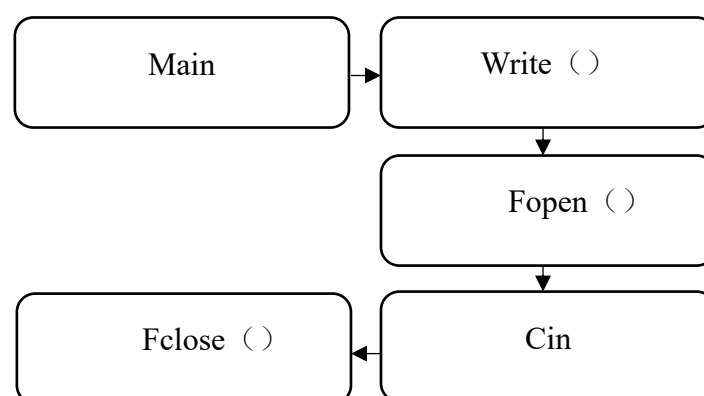 Main
Write（）
Fopen（）
Cin
Fclose（）